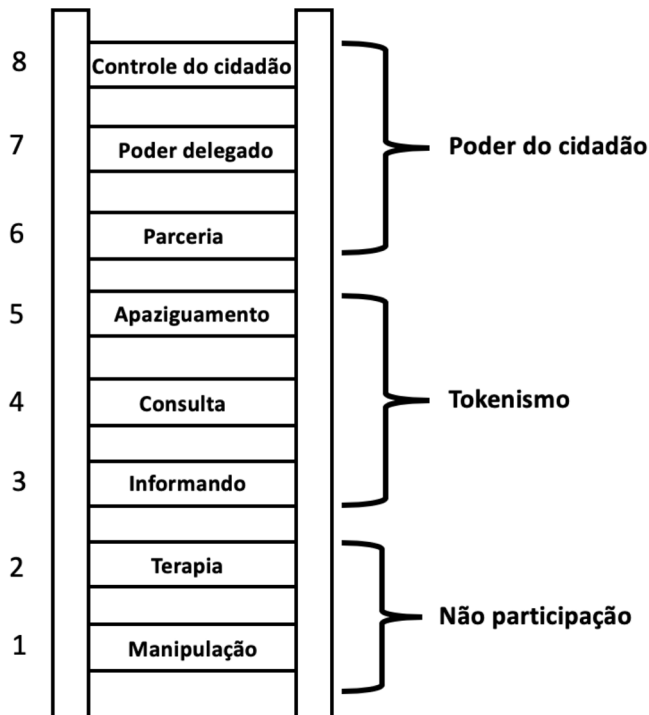 8
Controle do cidadão
7
Poder delegado
Poder do cidadão
6
Parceria
5
Apaziguamento
4
Consulta
Tokenismo
3
Informando
2
Terapia
Não participação
1
Manipulação